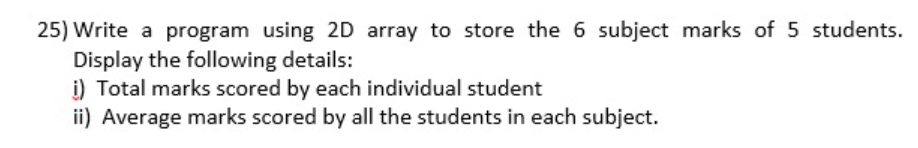 25) Write a program using 2D array to store the 6 subject marks of 5 students.
Display the following details:
i) Total marks scored by each individual student
ii) Average marks scored by all the students in each subject.